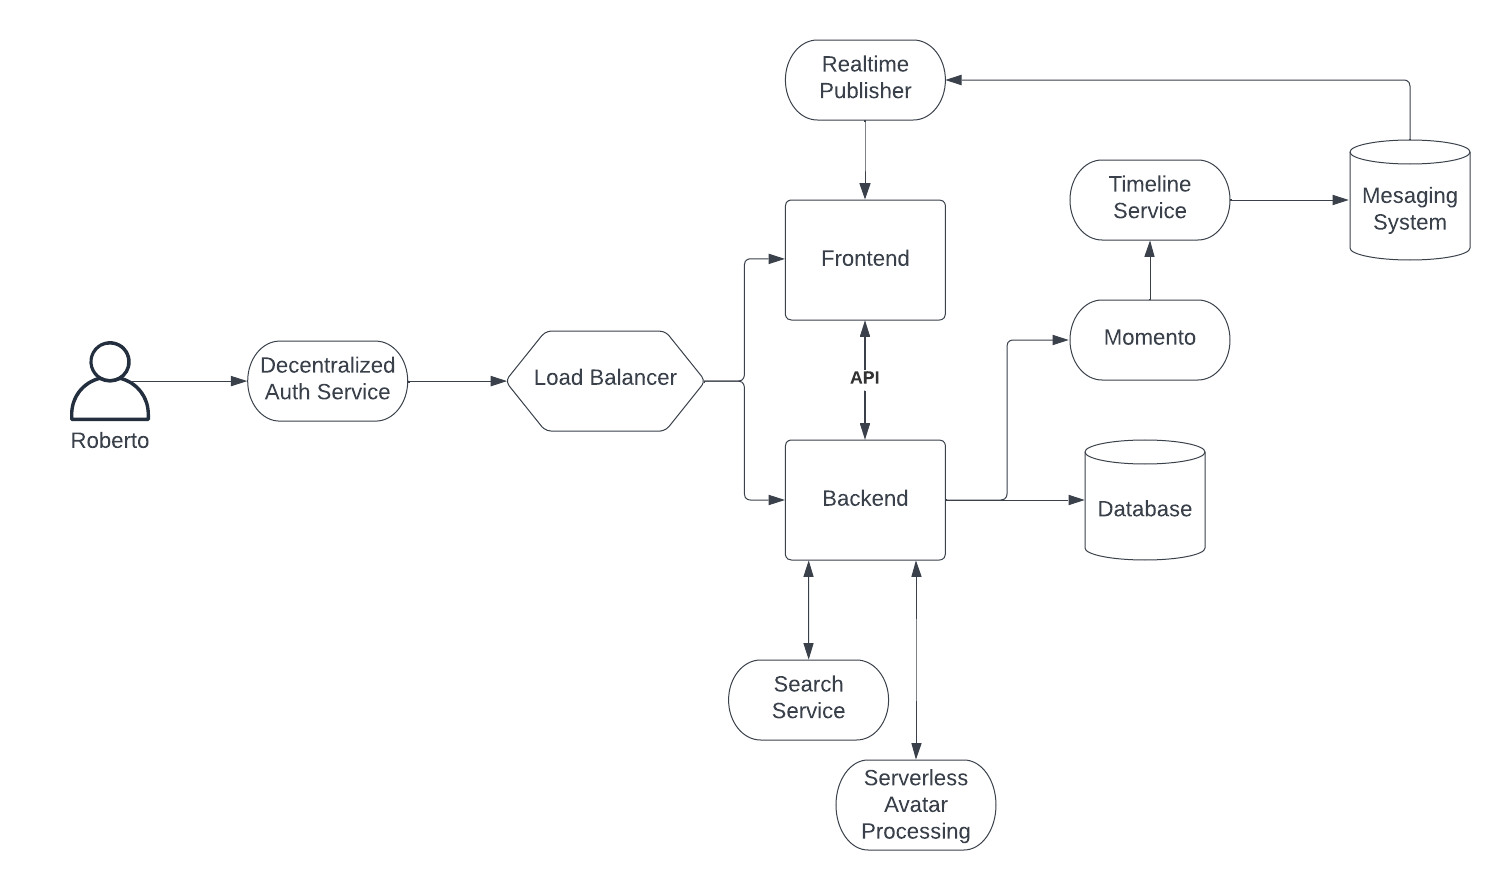 Realtime
Publisher
Timeline
Service
Mesaging
System
Frontend
Momento
Decentralized
Auth Service
Load Balancer
API
Roberto
Backend
Database
Search
Service
Serverless
Avatar
Processing